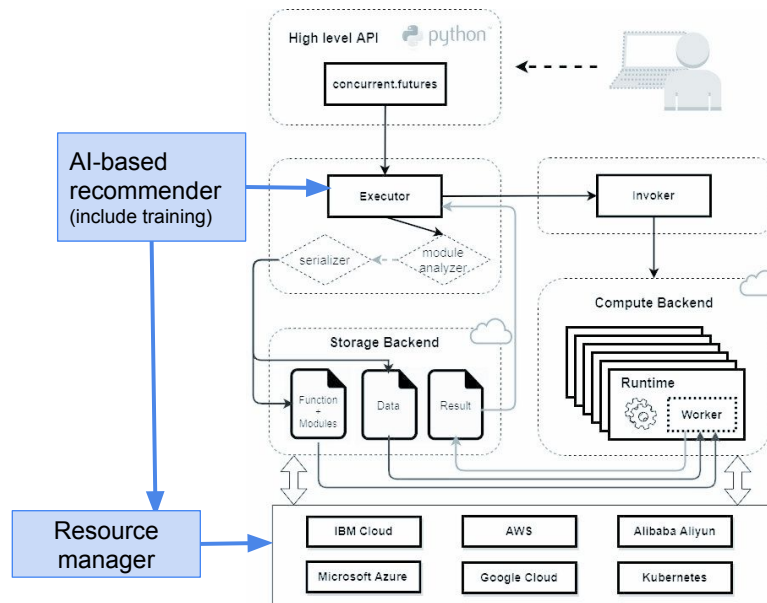 High level API
python™
concurrent.futures
AI-based
recommender
(include training)
Executor
Invoker
serializer
module
analyzer
Compute Backend
Storage Backend
Runtime
Function
+
Modules
Data
Result
Worker
Resource
manager
IBM Cloud
AWS
Alibaba Aliyun
Microsoft Azure
Google Cloud
Kubernetes